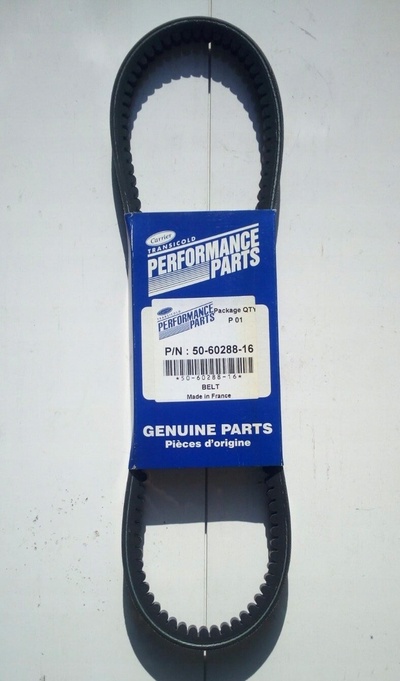 Carrier
TRANSICOLD
PERFORMANCE
PARTS
TRANSICOLD
PERFORMANCE
PARTS
Package QTY
P 01
P/N : 50-60288-16
*50-60288-16*
BELT
Made in France
GENUINE PARTS
Pièces d'origine